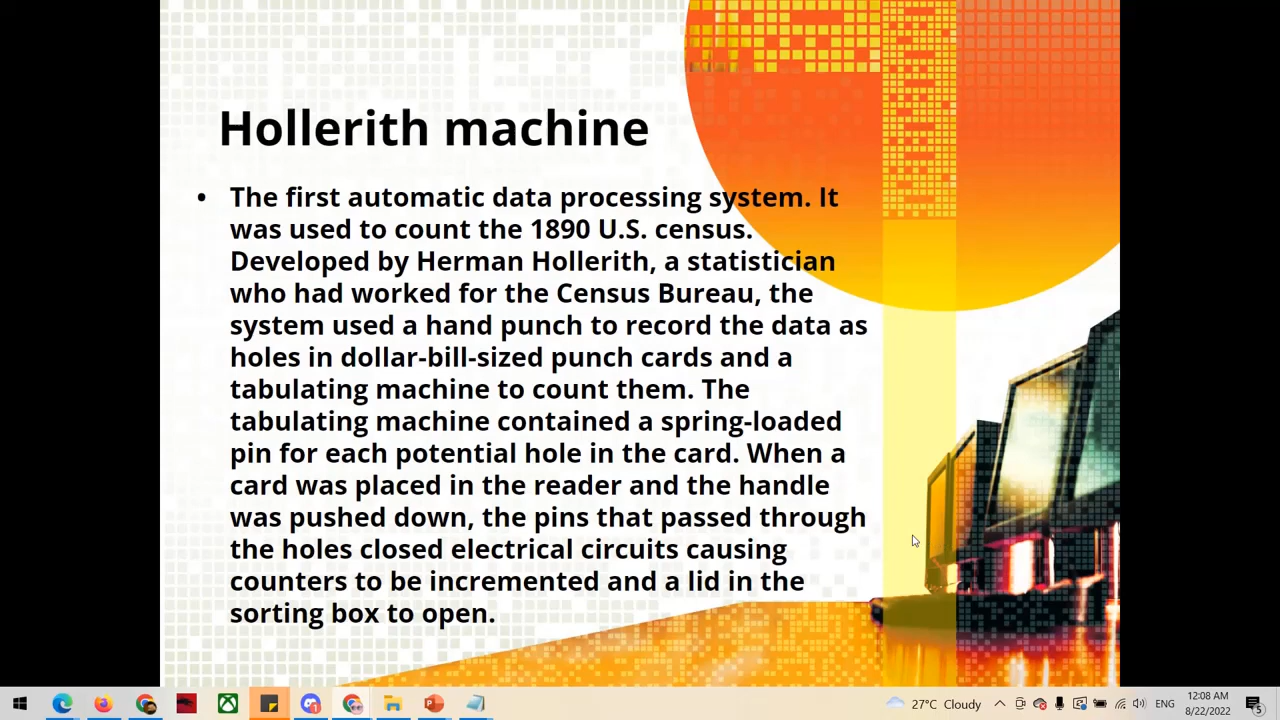 Hollerith machine
• The first automatic data processing system. It
was used to count the 1890 U.S. census.
Developed by Herman Hollerith, a statistician
who had worked for the Census Bureau, the
system used a hand punch to record the data as
holes in dollar-bill-sized punch cards and a
tabulating machine to count them. The
tabulating machine contained a spring-loaded
pin for each potential hole in the card. When a
card was placed in the reader and the handle
was pushed down, the pins that passed through
the holes closed electrical circuits causing
counters to be incremented and a lid in the
sorting box to open.
27°C Cloudy
ENG
12:08 AM
8/22/2022
5